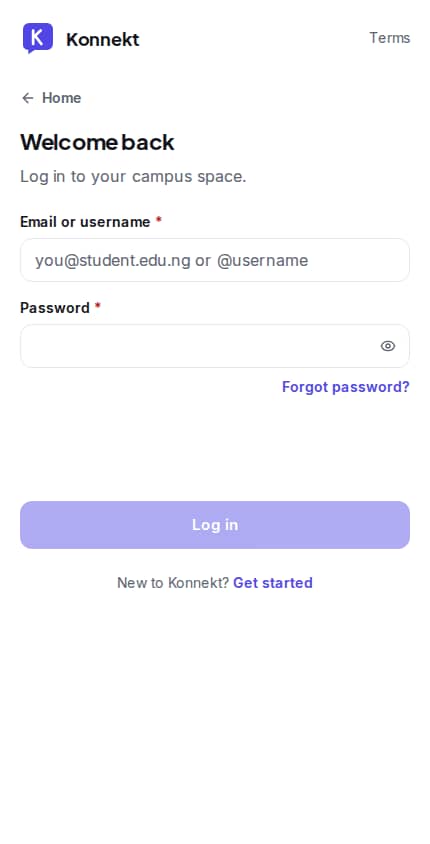 Konnekt
Terms
← Home
Welcome back
Log in to your campus space.
Email or username *
you@student.edu.ng or @username
Password *
Forgot password?
Log in
New to Konnekt? Get started